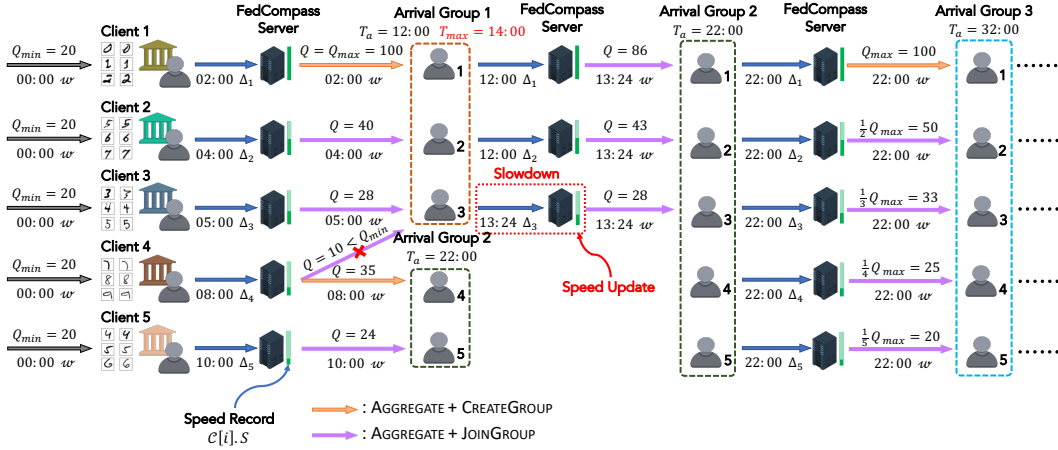 Client 1
FedCompass Server
Arrival Group 1
T_a = 12:00 T_max = 14:00
FedCompass Server
Arrival Group 2
T_a = 22:00
FedCompass Server
Arrival Group 3
T_a = 32:00
Q_min = 20
00:00 w
02:00 Δ_1
Q = Q_max = 100
02:00 w
1
12:00 Δ_1
Q = 86
13:24 w
1
22:00 Δ_1
Q_max = 100
22:00 w
1
......
Client 2
Q_min = 20
00:00 w
04:00 Δ_2
Q = 40
04:00 w
2
12:00 Δ_2
Q = 43
13:24 w
2
22:00 Δ_2
½Q_max = 50
22:00 w
2
Client 3
Q_min = 20
00:00 w
05:00 Δ_3
Q = 28
05:00 w
3
Slowdown
13:24 Δ_3
Q = 28
13:24 w
3
22:00 Δ_3
⅓Q_max = 33
22:00 w
3
Speed Update
Client 4
Q_min = 20
00:00 w
08:00 Δ_4
Q = 10 < Q_min
Q = 35
08:00 w
Arrival Group 2
T_a = 22:00
4
4
22:00 Δ_4
¼Q_max = 25
22:00 w
4
Client 5
Q_min = 20
00:00 w
10:00 Δ_5
Q = 24
10:00 w
5
5
22:00 Δ_5
⅕Q_max = 20
22:00 w
5
......
Speed Record
C[i].S
: AGGREGATE + CREATEGROUP
: AGGREGATE + JOINGROUP